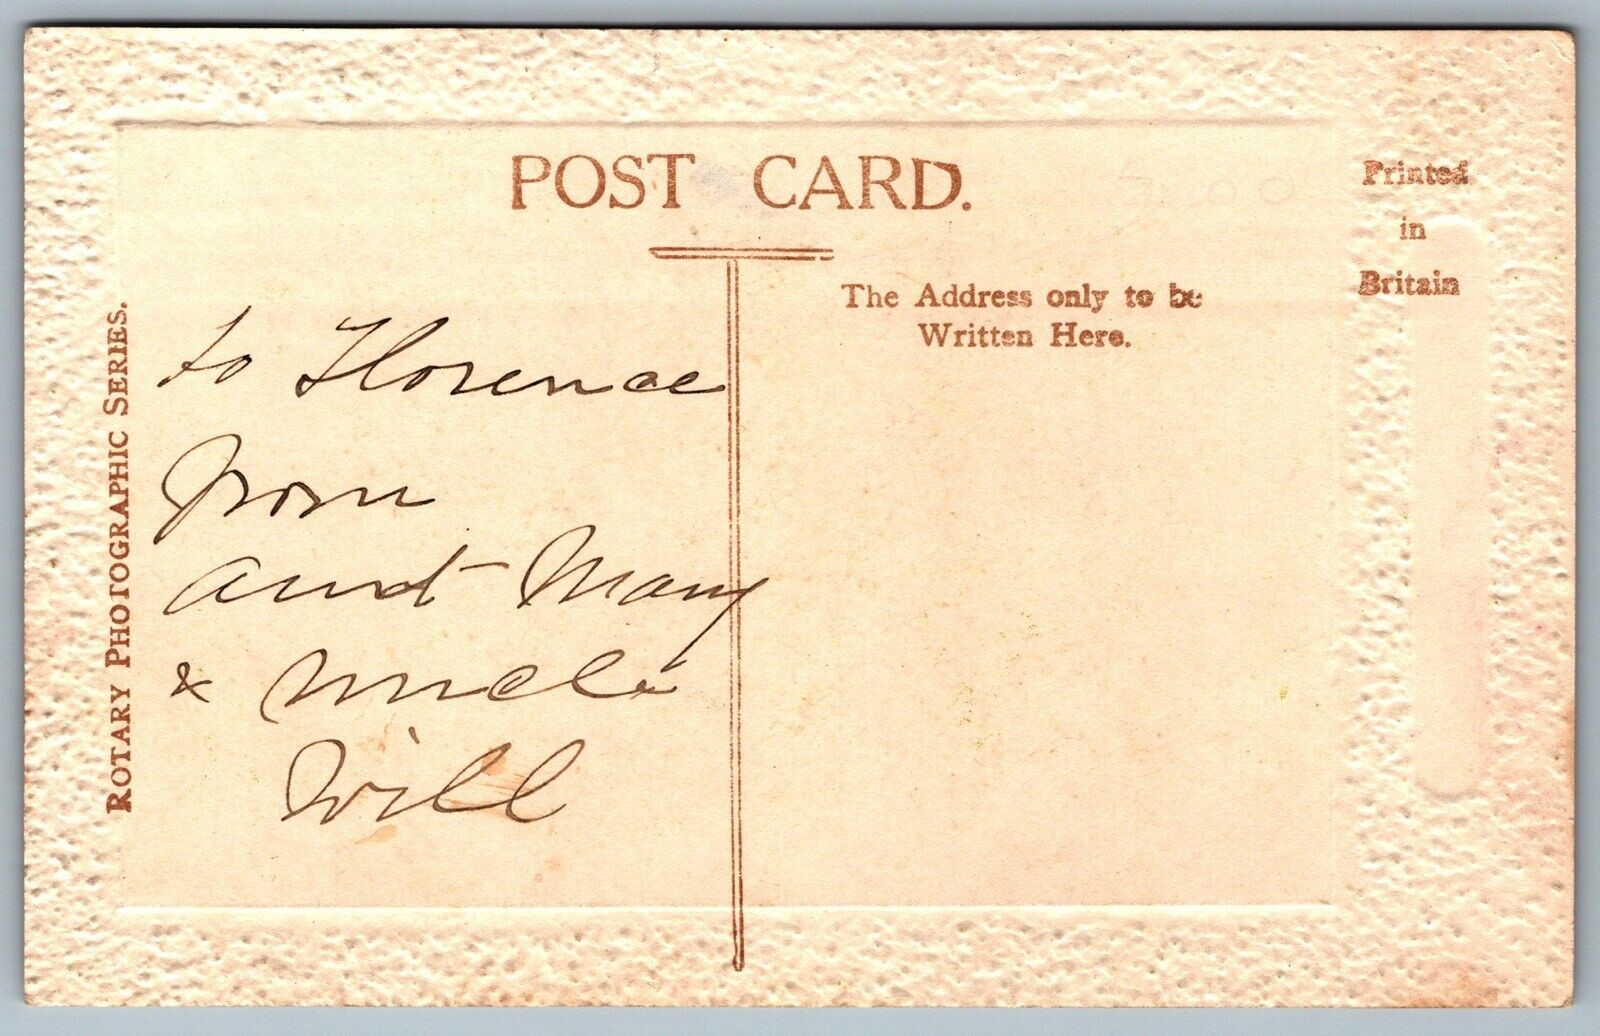 POST CARD.
Printed
in
Britain
The Address only to be
Written Here.
ROTARY PHOTOGRAPHIC SERIES.
to Florence
from
aunt Mary
& uncle
Will